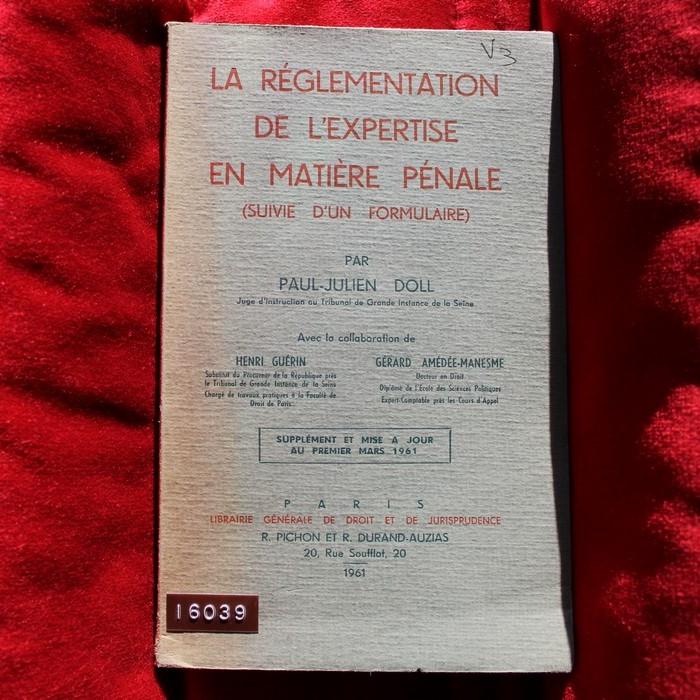 V3
LA RÉGLEMENTATION
DE L'EXPERTISE
EN MATIÈRE PÉNALE
(SUIVIE D'UN FORMULAIRE)
PAR
PAUL-JULIEN DOLL
Juge d'Instruction au Tribunal de Grande Instance de la Seine
Avec la collaboration de
HENRI GUÉRIN
Substitut du Procureur de la République près
le Tribunal de Grande Instance de la Seine
Chargé de travaux pratiques à la Faculté de
Droit de Paris
GÉRARD AMÉDÉE-MANESME
Docteur en Droit
Diplômé de l'École des Sciences Politiques
Expert-Comptable près les Cours d'Appel
SUPPLÉMENT ET MISE A JOUR
AU PREMIER MARS 1961
PARIS
LIBRAIRIE GÉNÉRALE DE DROIT ET DE JURISPRUDENCE
R. PICHON ET R. DURAND-AUZIAS
20, Rue Soufflot, 20
1961
16039